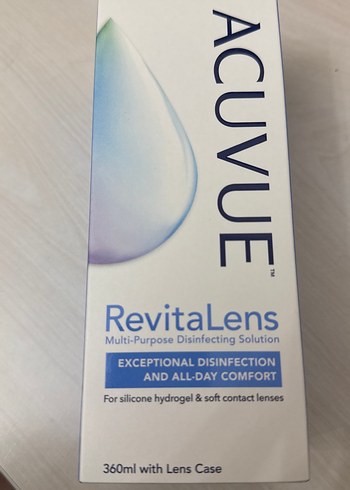 ACUVUE™
RevitaLens
Multi-Purpose Disinfecting Solution
EXCEPTIONAL DISINFECTION
AND ALL-DAY COMFORT
For silicone hydrogel & soft contact lenses
360ml with Lens Case